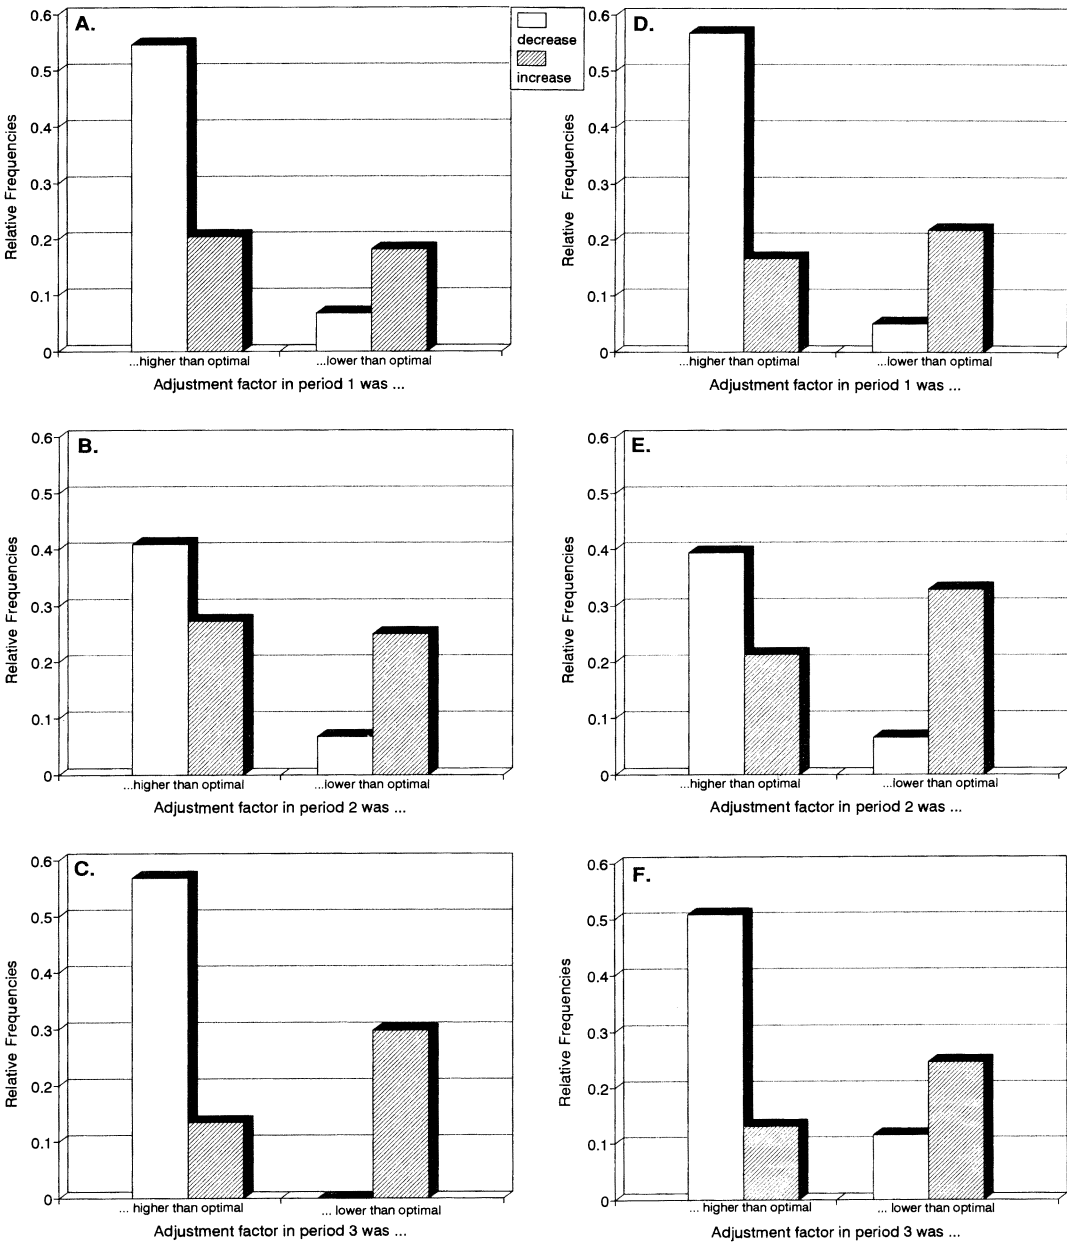 A.
0.6
0.5
0.4
0.3
0.2
0.1
0
Relative Frequencies
...higher than optimal
...lower than optimal
Adjustment factor in period 1 was ...
decrease
increase
D.
0.6
0.5
0.4
0.3
0.2
0.1
0
Relative Frequencies
...higher than optimal
...lower than optimal
Adjustment factor in period 1 was ...
B.
0.6
0.5
0.4
0.3
0.2
0.1
0
Relative Frequencies
...higher than optimal
...lower than optimal
Adjustment factor in period 2 was ...
E.
0.6
0.5
0.4
0.3
0.2
0.1
0
Relative Frequencies
...higher than optimal
...lower than optimal
Adjustment factor in period 2 was ...
C.
0.6
0.5
0.4
0.3
0.2
0.1
0
Relative Frequencies
... higher than optimal
... lower than optimal
Adjustment factor in period 3 was ...
F.
0.6
0.5
0.4
0.3
0.2
0.1
0
Relative Frequencies
... higher than optimal
... lower than optimal
Adjustment factor in period 3 was ...